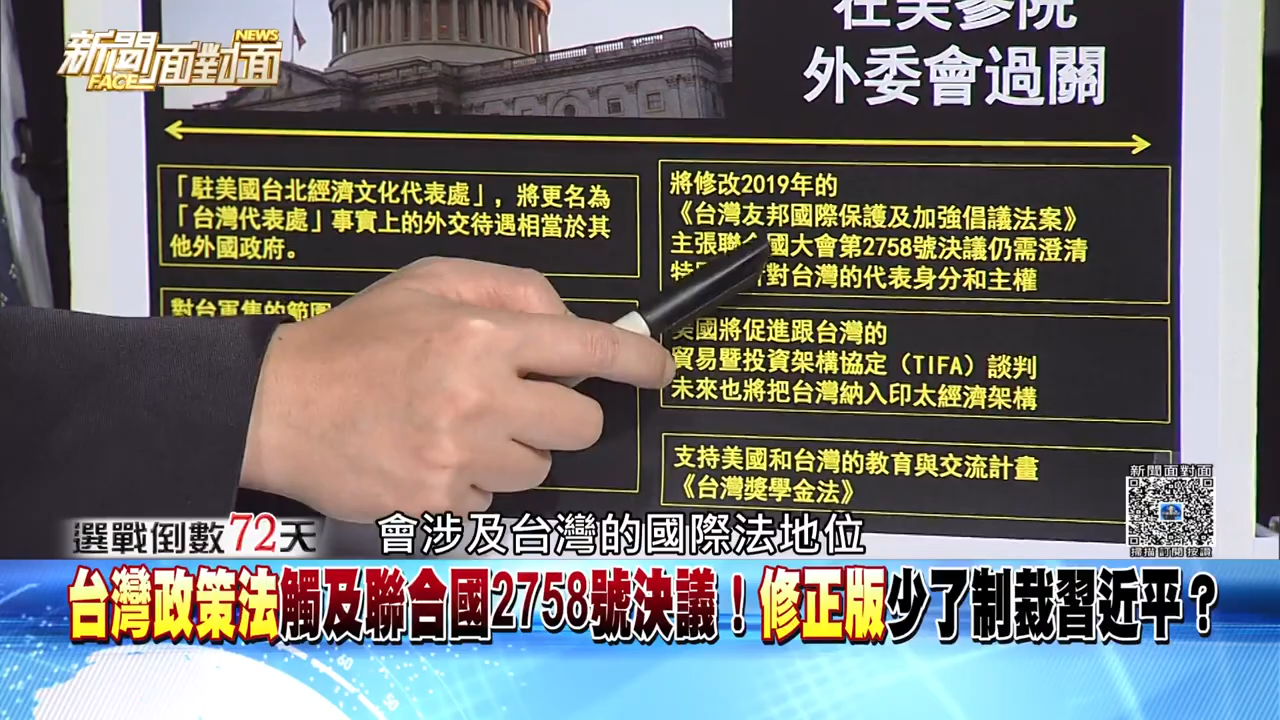 新聞面對面
NEWS
FACE
在美參院
外委會過關
「駐美國台北經濟文化代表處」，將更名為
「台灣代表處」事實上的外交待遇相當於其
他外國政府。
對台軍售的範圍
將修改2019年的
《台灣友邦國際保護及加強倡議法案》
主張聯合國大會第2758號決議仍需澄清
對台灣的代表身分和主權
美國將促進跟台灣的
貿易暨投資架構協定（TIFA）談判
未來也將把台灣納入印太經濟架構
支持美國和台灣的教育與交流計畫
《台灣獎學金法》
新聞面對面
掃描訂閱按讚
選戰倒數72天
會涉及台灣的國際法地位
台灣政策法觸及聯合國2758號決議！修正版少了制裁習近平？
60